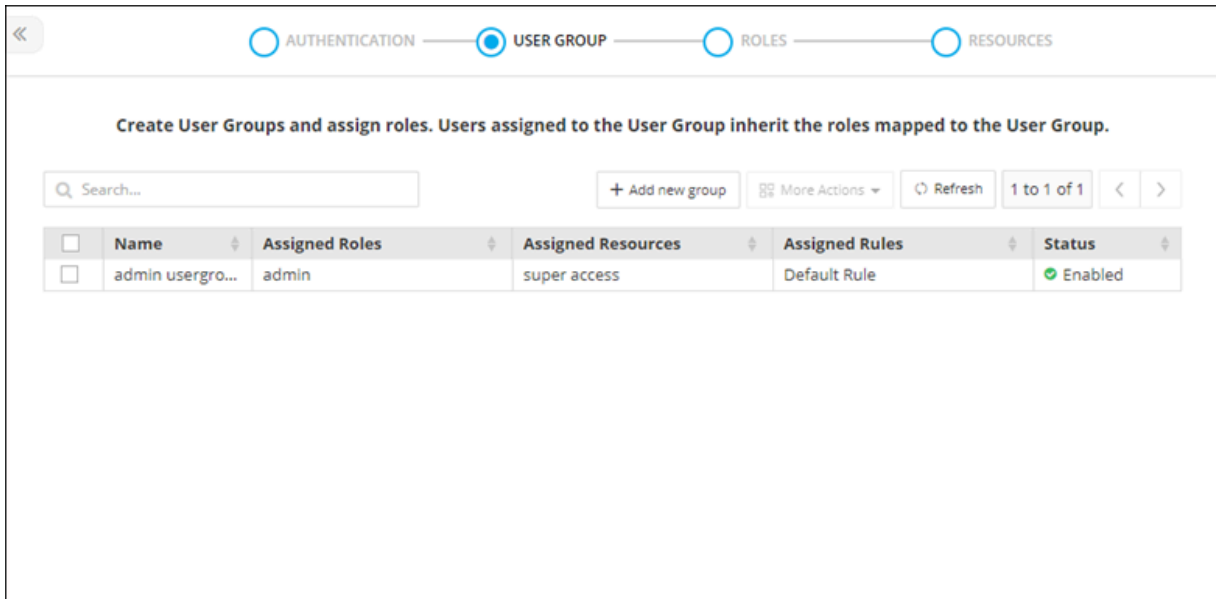 AUTHENTICATION USER GROUP ROLES RESOURCES
Create User Groups and assign roles. Users assigned to the User Group inherit the roles mapped to the User Group.
Search... + Add new group More Actions Refresh 1 to 1 of 1
Name Assigned Roles Assigned Resources Assigned Rules Status
admin usergro... admin super access Default Rule Enabled